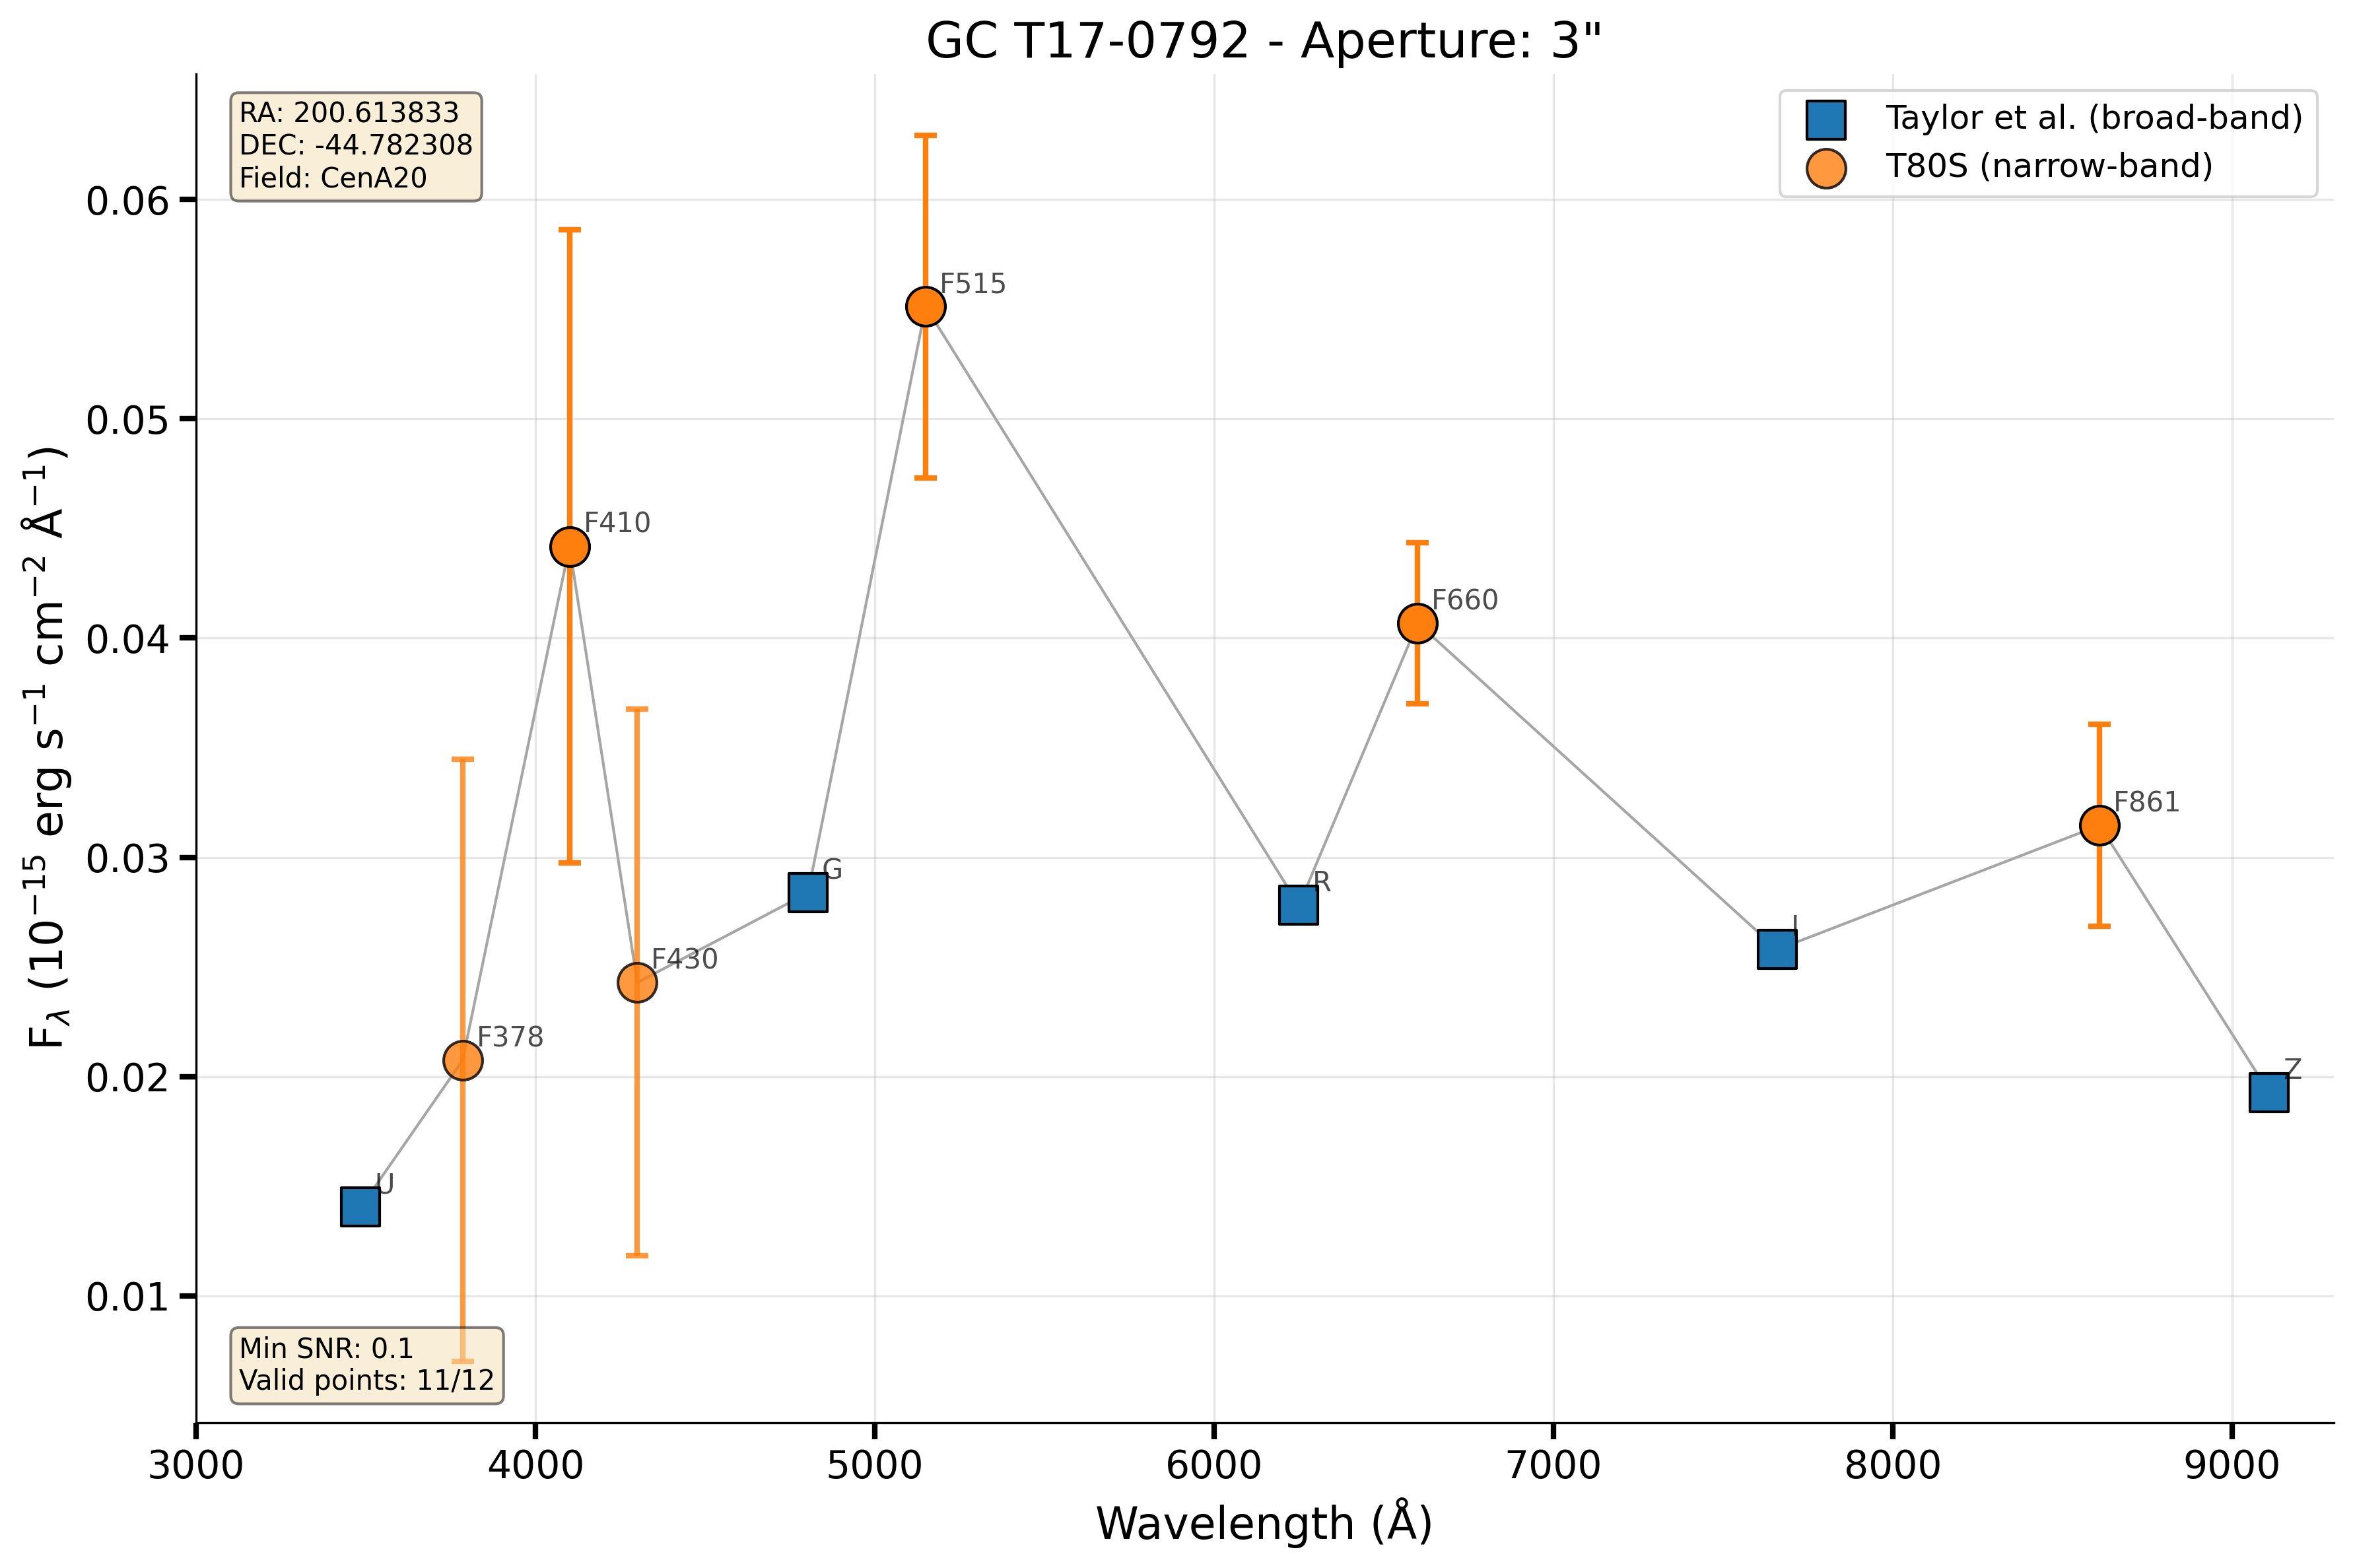 GC T17-0792 - Aperture: 3"
RA: 200.613833
DEC: -44.782308
Field: CenA20
Taylor et al. (broad-band)
T80S (narrow-band)
F515
F410
F660
F861
G
R
I
F430
F378
Z
U
0.06
0.05
0.04
0.03
0.02
0.01
Fλ (10⁻¹⁵ erg s⁻¹ cm⁻² Å⁻¹)
Min SNR: 0.1
Valid points: 11/12
3000 4000 5000 6000 7000 8000 9000
Wavelength (Å)